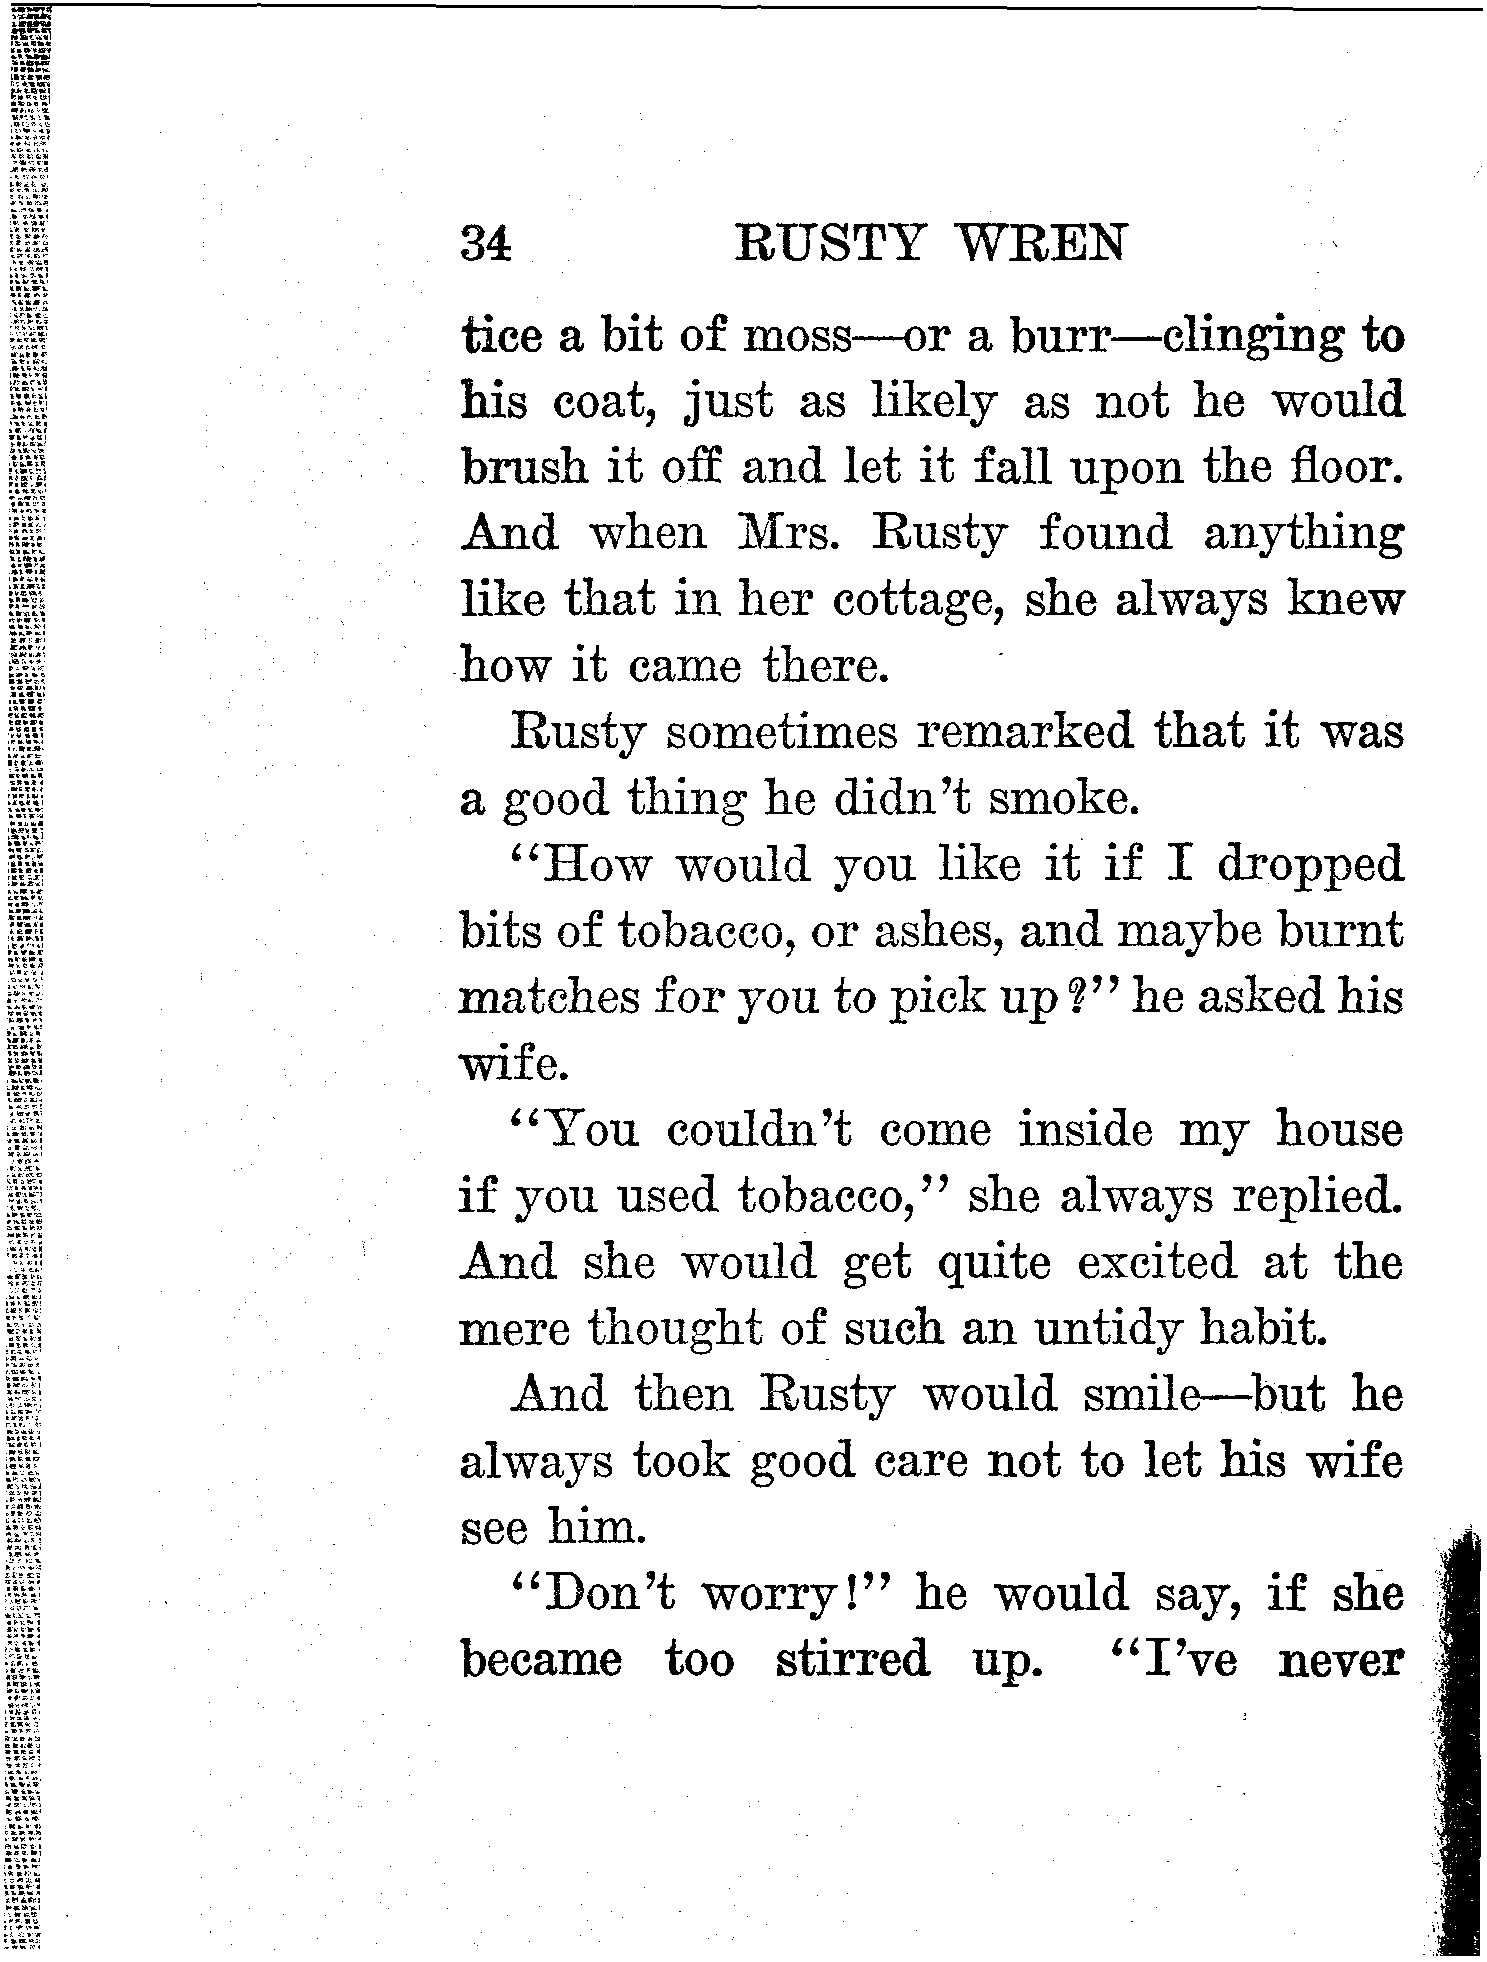 34 RUSTY WREN
tice a bit of moss—or a burr—clinging to
his coat, just as likely as not he would
brush it off and let it fall upon the floor.
And when Mrs. Rusty found anything
like that in her cottage, she always knew
how it came there.
Rusty sometimes remarked that it was
a good thing he didn't smoke.
"How would you like it if I dropped
bits of tobacco, or ashes, and maybe burnt
matches for you to pick up?" he asked his
wife.
"You couldn't come inside my house
if you used tobacco," she always replied.
And she would get quite excited at the
mere thought of such an untidy habit.
And then Rusty would smile—but he
always took good care not to let his wife
see him.
"Don't worry!" he would say, if she
became too stirred up. "I've never